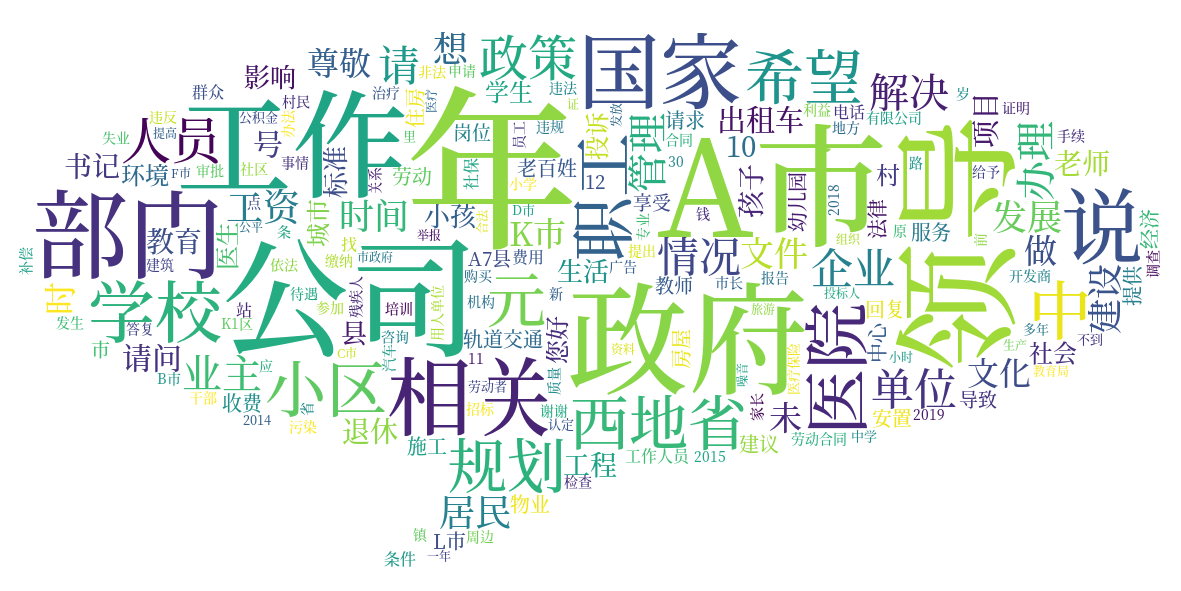 国家
想
政策
希望
尊敬
请
影响
非法
申请
违法
证
解决
岁
群众
治疗
医疗
学生
工作
年
住房
发放
利益
电话
项目
证明
村民
办法
公积金
违反
提高
人员
号
岗位
员工
违规
投诉
请求
出租车
地方
有限公司
手续
失业
里
事情
标准
职工
管理
合同
10
A市
领导
路
给予
办理
老师
书记
环境
审批
F市
社区
关系
劳动
社保
老百姓
小学
12
30
孩子
幼儿园
2018
村
部门
工资
点
公平
城市
时间
小孩
D市
合法
享受
专业
钱
法律
原
服务
前
发展
说
经济
教育
医生
条
举报
K市
提出
组织
做
补偿
建筑
依法
找
缴纳
市政府
A7县
费用
生活
广告
情况
文件
企业
开发商
提供
调查
时
学校
公司
待遇
残疾人
参加
培训
用人单位
购买
机构
元
新
教师
市长
报告
投标人
建设
中
发生
答复
站
K1区
县
咨询
轨道交通
您好
政府
旅游
医院
回复
中心
多年
不到
市
请问
C市
汽车
11
资料
房屋
小时
生产
社会
教育局
B市
业主
应
小区
相关
劳动者
质量
噪音
医疗保险
单位
文化
干部
收费
省
招标
谢谢
认定
西地省
家长
未
安置
2019
导致
2014
污染
退休
施工
规划
工程
检查
工作人员
2015
建议
劳动合同
中学
居民
物业
镇
L市
周边
条件
一年